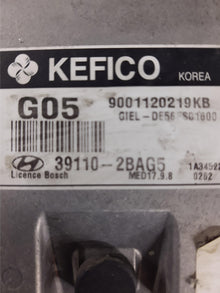 KEFICO KOREA
G05 9001120219KB
GIEL-DE56
39110-2BAG5
Licence Bosch MED17.9.8
0202